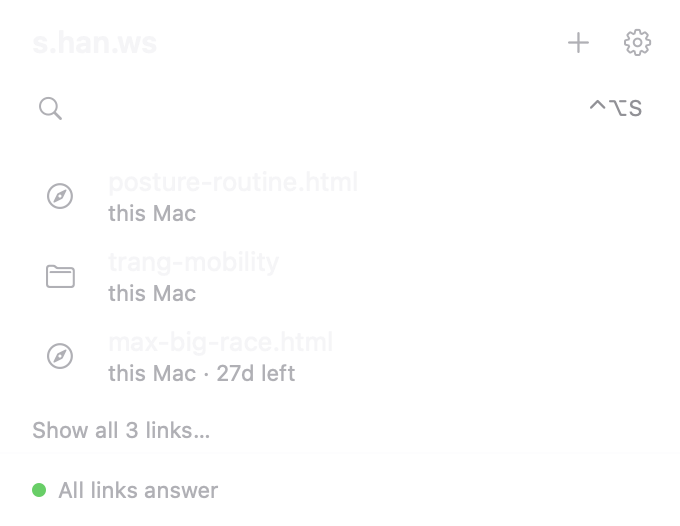 s.han.ws
^⌥S
posture-routine.html
this Mac
trang-mobility
this Mac
max-big-race.html
this Mac · 27d left
Show all 3 links…
All links answer